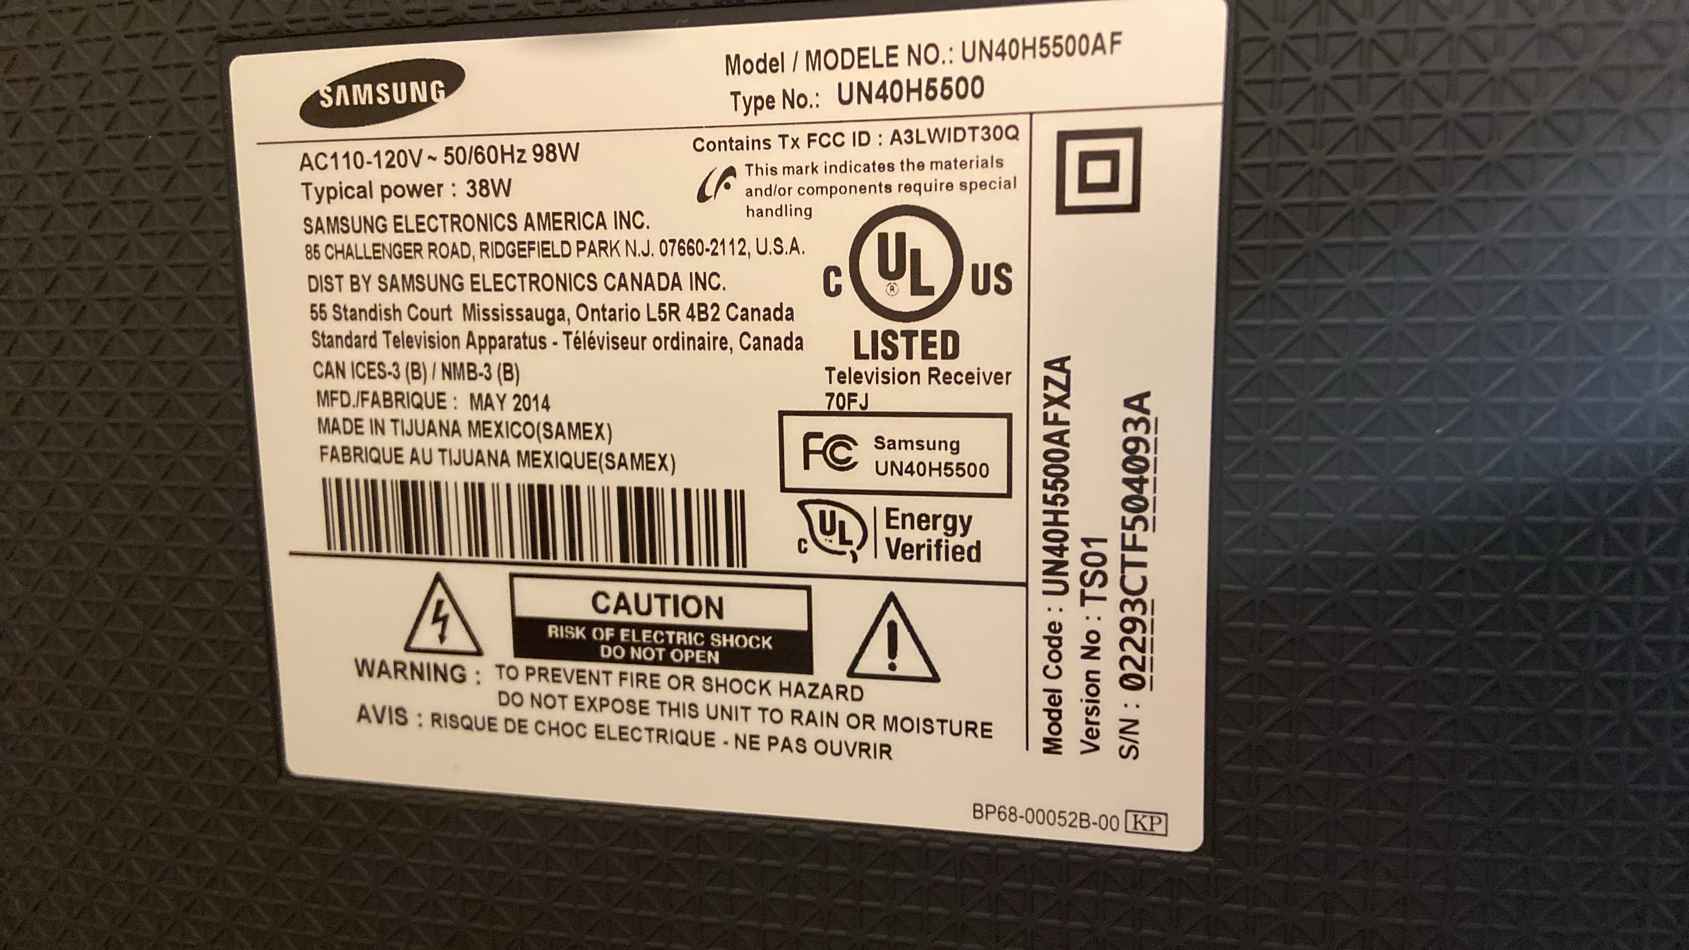 SAMSUNG
Model / MODELE NO.: UN40H5500AF
Type No.: UN40H5500
AC110-120V ~ 50/60Hz 98W
Typical power : 38W
SAMSUNG ELECTRONICS AMERICA INC.
85 CHALLENGER ROAD, RIDGEFIELD PARK N.J. 07660-2112, U.S.A.
DIST BY SAMSUNG ELECTRONICS CANADA INC.
55 Standish Court Mississauga, Ontario L5R 4B2 Canada
Standard Television Apparatus - Téléviseur ordinaire, Canada
CAN ICES-3 (B) / NMB-3 (B)
MFD./FABRIQUE : MAY 2014
MADE IN TIJUANA MEXICO(SAMEX)
FABRIQUE AU TIJUANA MEXIQUE(SAMEX)
Contains Tx FCC ID : A3LWIDT30Q
This mark indicates the materials
and/or components require special
handling
C UL ® US
LISTED
Television Receiver
70FJ
FC Samsung
UN40H5500
C UL Energy
Verified
CAUTION
RISK OF ELECTRIC SHOCK
DO NOT OPEN
WARNING : TO PREVENT FIRE OR SHOCK HAZARD
DO NOT EXPOSE THIS UNIT TO RAIN OR MOISTURE
AVIS : RISQUE DE CHOC ELECTRIQUE - NE PAS OUVRIR
Model Code : UN40H5500AFXZA
Version No : TS01
S/N : 02293CTF504093A
BP68-00052B-00 KP